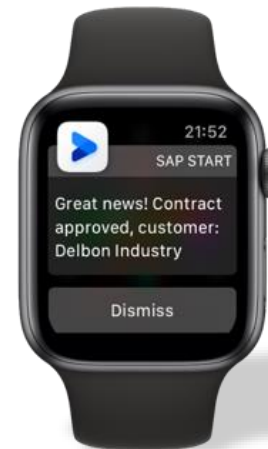 21:52
SAP START
Great news! Contract
approved, customer:
Delbon Industry
Dismiss